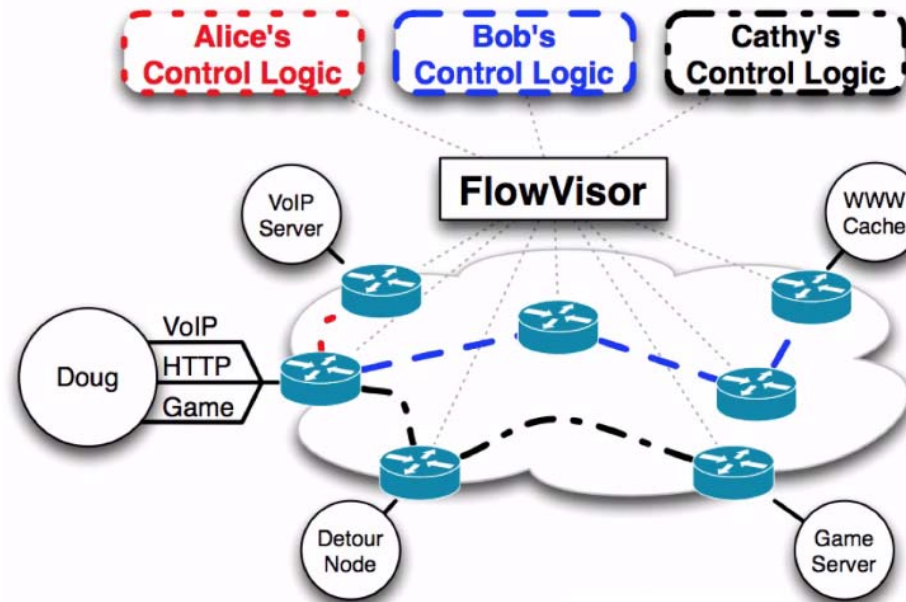 Alice's
Control Logic
Bob's
Control Logic
Cathy's
Control Logic
FlowVisor
VoIP
Server
WWW
Cache
Doug
VoIP
HTTP
Game
Detour
Node
Game
Server